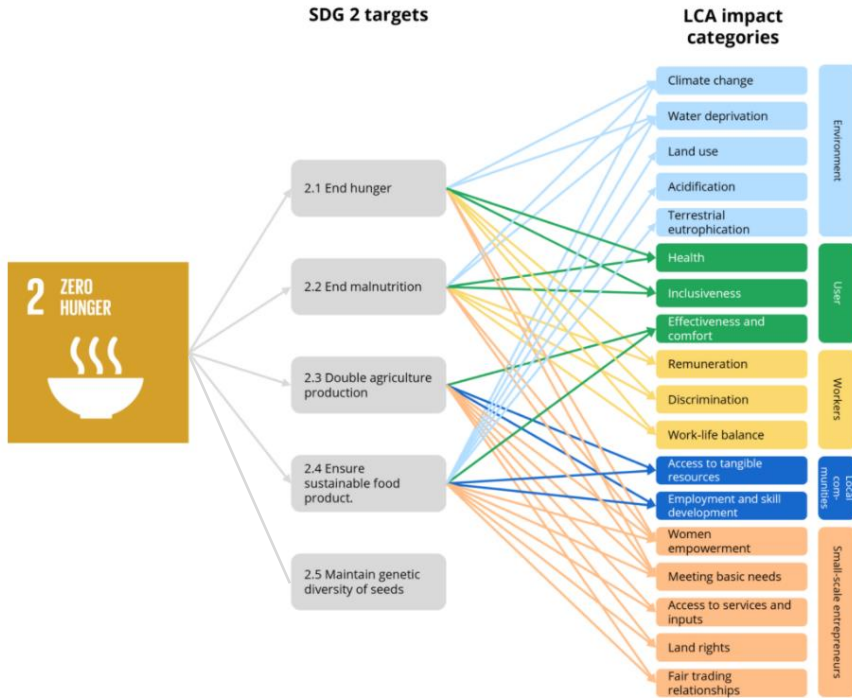 SDG 2 targets
LCA impact
categories
2 ZERO
HUNGER
2.1 End hunger
2.2 End malnutrition
2.3 Double agriculture
production
2.4 Ensure
sustainable food
product.
2.5 Maintain genetic
diversity of seeds
Climate change
Water deprivation
Land use
Acidification
Terrestrial
eutrophication
Environment
Health
Inclusiveness
Effectiveness and
comfort
User
Remuneration
Discrimination
Work-life balance
Workers
Access to tangible
resources
Employment and skill
development
Local
com-
munities
Women
empowerment
Meeting basic needs
Access to services and
inputs
Land rights
Fair trading
relationships
Small-scale entrepreneurs